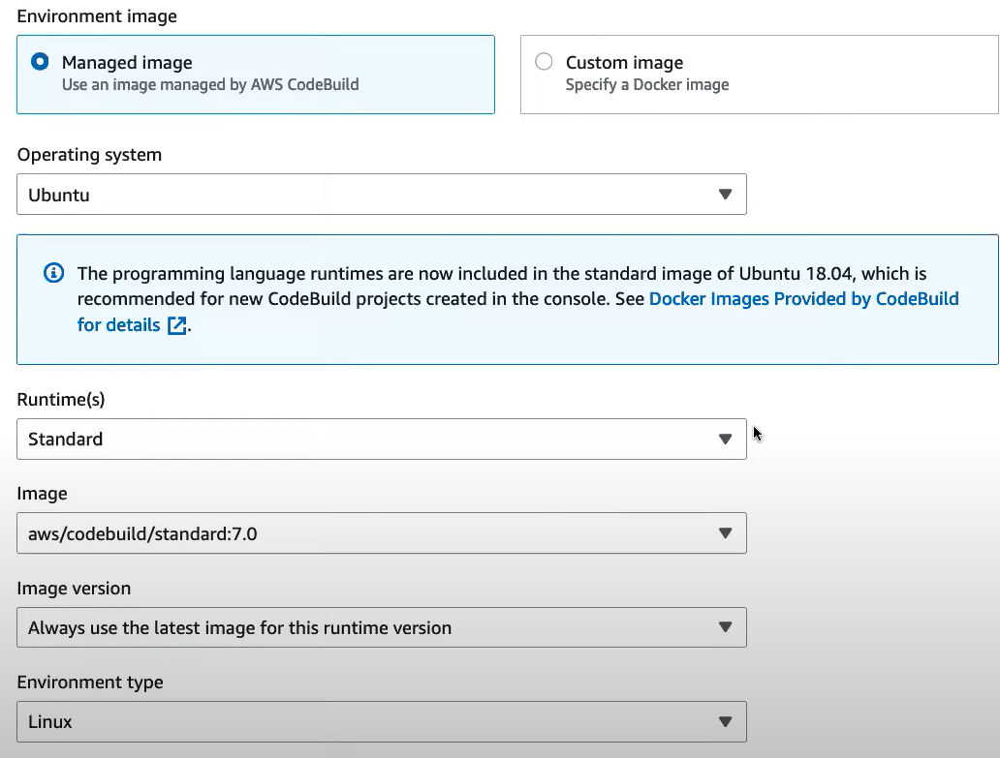 Environment image
Managed image
Use an image managed by AWS CodeBuild
Custom image
Specify a Docker image
Operating system
Ubuntu
The programming language runtimes are now included in the standard image of Ubuntu 18.04, which is
recommended for new CodeBuild projects created in the console. See Docker Images Provided by CodeBuild
for details.
Runtime(s)
Standard
Image
aws/codebuild/standard:7.0
Image version
Always use the latest image for this runtime version
Environment type
Linux